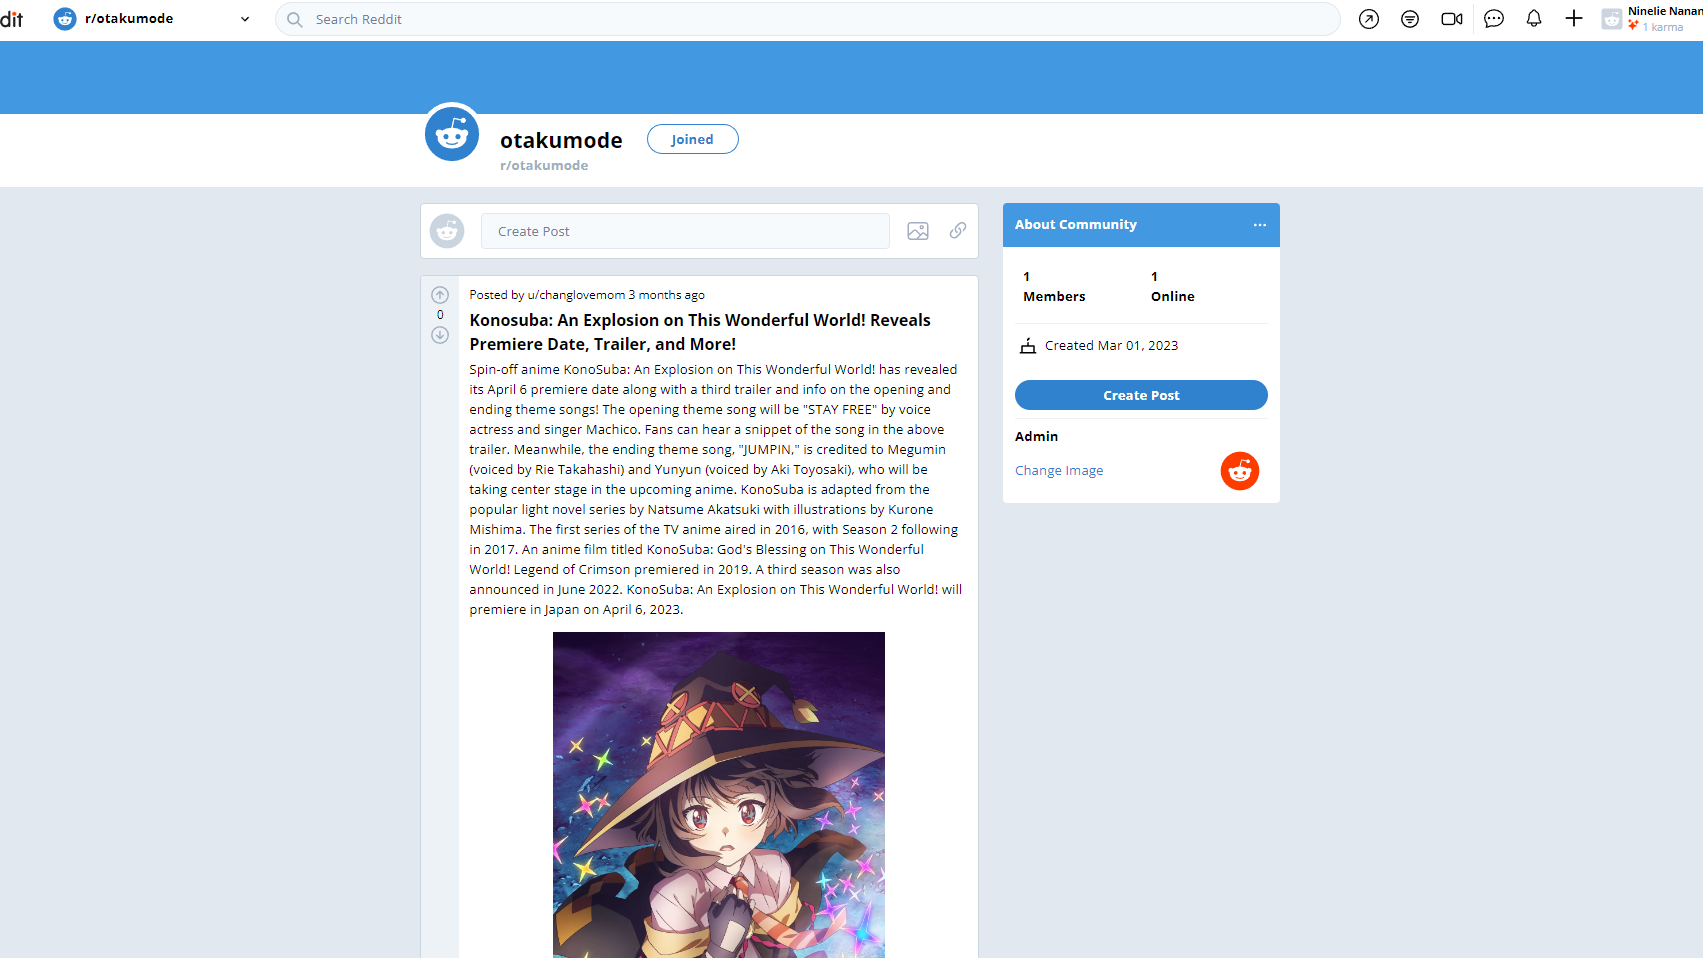 dit
r/otakumode
Search Reddit
Ninelie Nanan
1 karma
otakumode
Joined
r/otakumode
Create Post
Posted by u/changlovemom 3 months ago
0
Konosuba: An Explosion on This Wonderful World! Reveals
Premiere Date, Trailer, and More!
Spin-off anime KonoSuba: An Explosion on This Wonderful World! has revealed
its April 6 premiere date along with a third trailer and info on the opening and
ending theme songs! The opening theme song will be "STAY FREE" by voice
actress and singer Machico. Fans can hear a snippet of the song in the above
trailer. Meanwhile, the ending theme song, "JUMPIN," is credited to Megumin
(voiced by Rie Takahashi) and Yunyun (voiced by Aki Toyosaki), who will be
taking center stage in the upcoming anime. KonoSuba is adapted from the
popular light novel series by Natsume Akatsuki with illustrations by Kurone
Mishima. The first series of the TV anime aired in 2016, with Season 2 following
in 2017. An anime film titled KonoSuba: God's Blessing on This Wonderful
World! Legend of Crimson premiered in 2019. A third season was also
announced in June 2022. KonoSuba: An Explosion on This Wonderful World! will
premiere in Japan on April 6, 2023.
About Community
1
Members
1
Online
Created Mar 01, 2023
Create Post
Admin
Change Image